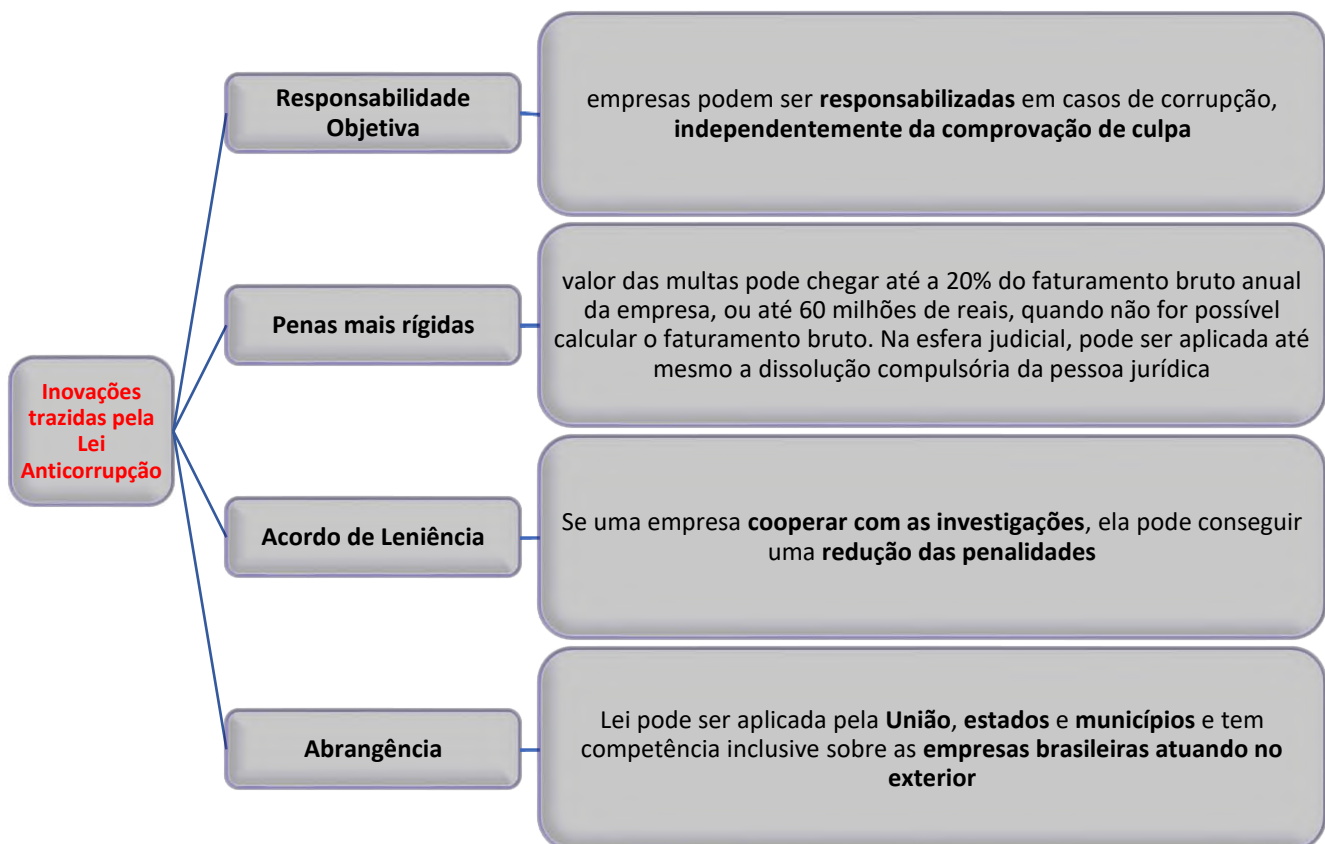 Inovações
trazidas pela
Lei
Anticorrupção
Responsabilidade
Objetiva
empresas podem ser responsabilizadas em casos de corrupção,
independentemente da comprovação de culpa
Penas mais rígidas
valor das multas pode chegar até a 20% do faturamento bruto anual
da empresa, ou até 60 milhões de reais, quando não for possível
calcular o faturamento bruto. Na esfera judicial, pode ser aplicada até
mesmo a dissolução compulsória da pessoa jurídica
Acordo de Leniência
Se uma empresa cooperar com as investigações, ela pode conseguir
uma redução das penalidades
Abrangência
Lei pode ser aplicada pela União, estados e municípios e tem
competência inclusive sobre as empresas brasileiras atuando no
exterior